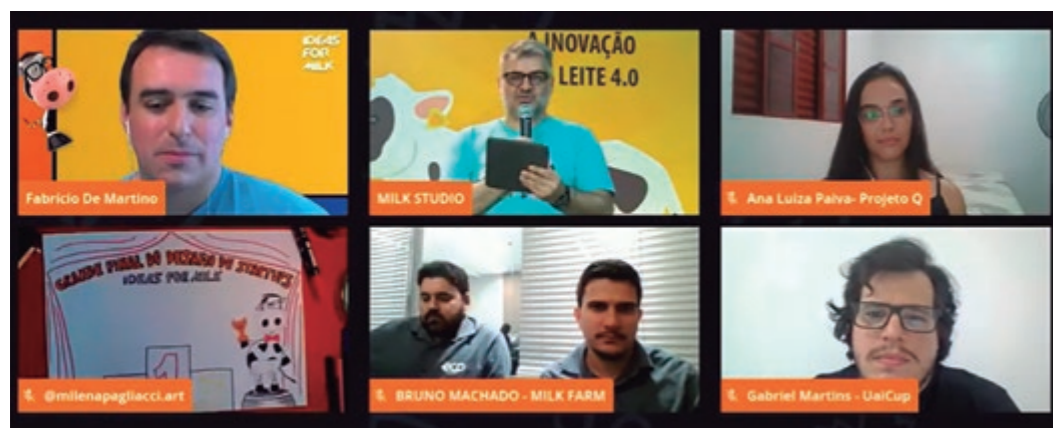 IDEAS
FOR
MILK
Fabrício De Martino
A INOVAÇÃO
LEITE 4.0
MILK STUDIO
Ana Luiza Paiva- Projeto Q
GRANDE FINAL DO DESAFIO DE STARTUPS
IDEAS FOR MILK
1
@milenapagliacci.art
BRUNO MACHADO - MILK FARM
Gabriel Martins - UaiCup